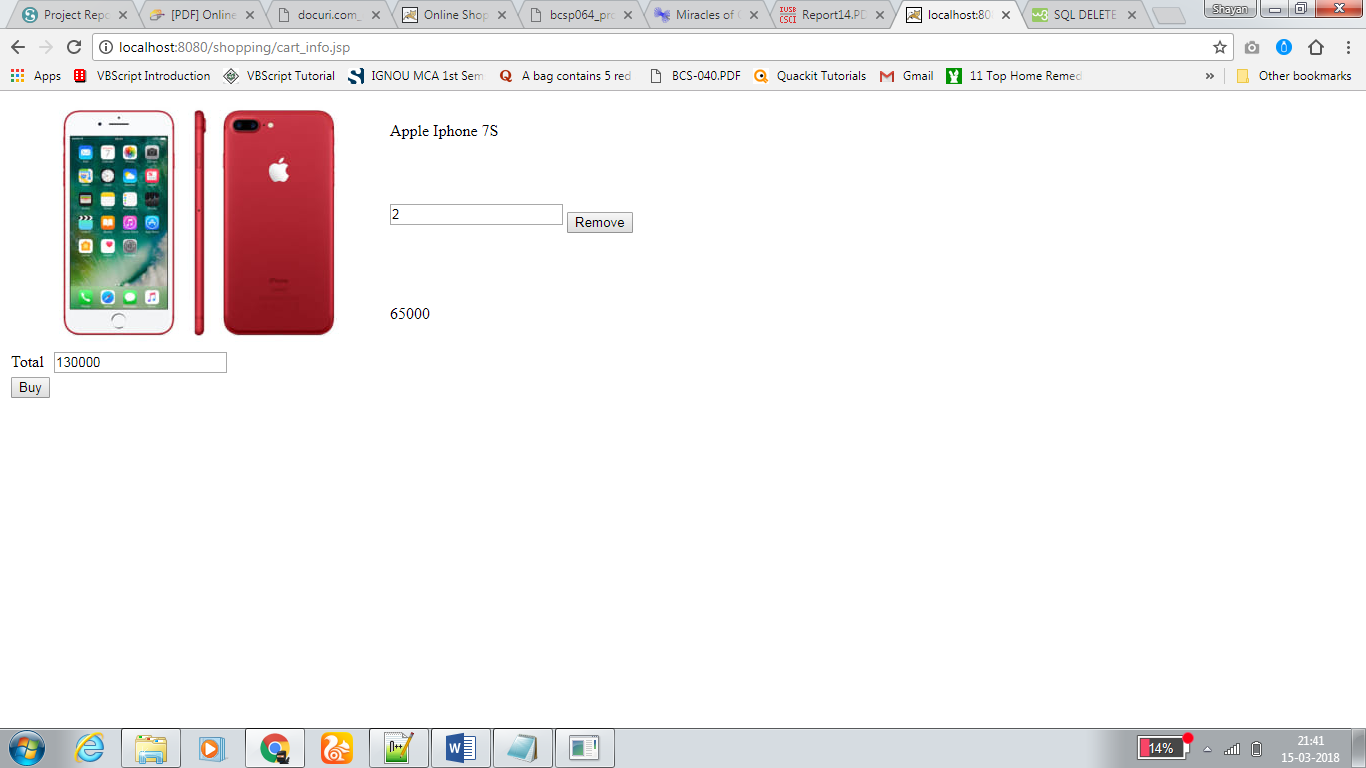 Project Repo
[PDF] Online
docuri.com_
Online Shop
bcsp064_pro
Miracles of
Report14.PD
localhost:80
SQL DELETE
Shayan
localhost:8080/shopping/cart_info.jsp
Apps
VBScript Introduction
VBScript Tutorial
IGNOU MCA 1st Sem
A bag contains 5 red
BCS-040.PDF
Quackit Tutorials
Gmail
11 Top Home Remed
»
Other bookmarks
Apple Iphone 7S
2
Remove
65000
Total 130000
Buy
14%
21:41
15-03-2018